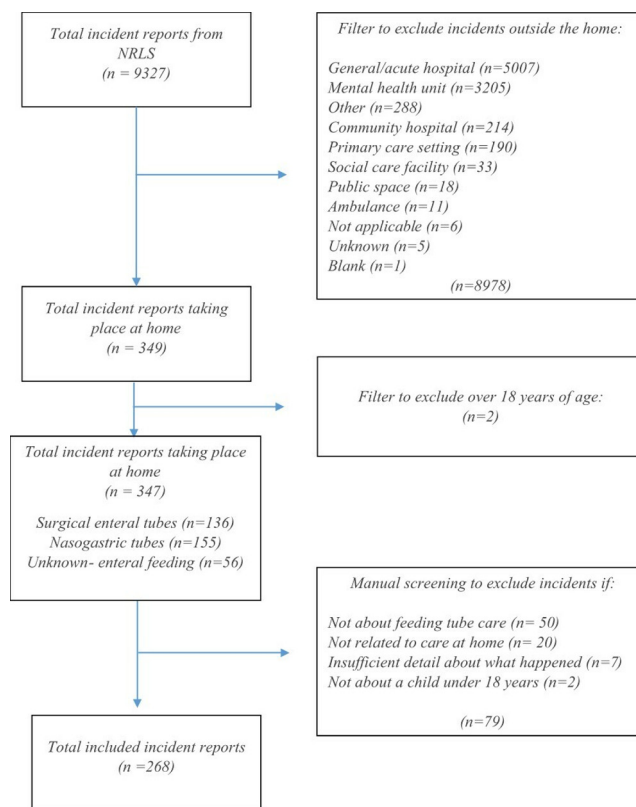 Total incident reports from
NRLS
(n = 9327)
Filter to exclude incidents outside the home:
General/acute hospital (n=5007)
Mental health unit (n=3205)
Other (n=288)
Community hospital (n=214)
Primary care setting (n=190)
Social care facility (n=33)
Public space (n=18)
Ambulance (n=11)
Not applicable (n=6)
Unknown (n=5)
Blank (n=1)
(n=8978)
Total incident reports taking
place at home
(n = 349)
Filter to exclude over 18 years of age:
(n=2)
Total incident reports taking place
at home
(n = 347)
Surgical enteral tubes (n=136)
Nasogastric tubes (n=155)
Unknown- enteral feeding (n=56)
Manual screening to exclude incidents if:
Not about feeding tube care (n= 50)
Not related to care at home (n= 20)
Insufficient detail about what happened (n=7)
Not about a child under 18 years (n=2)
(n=79)
Total included incident reports
(n =268)